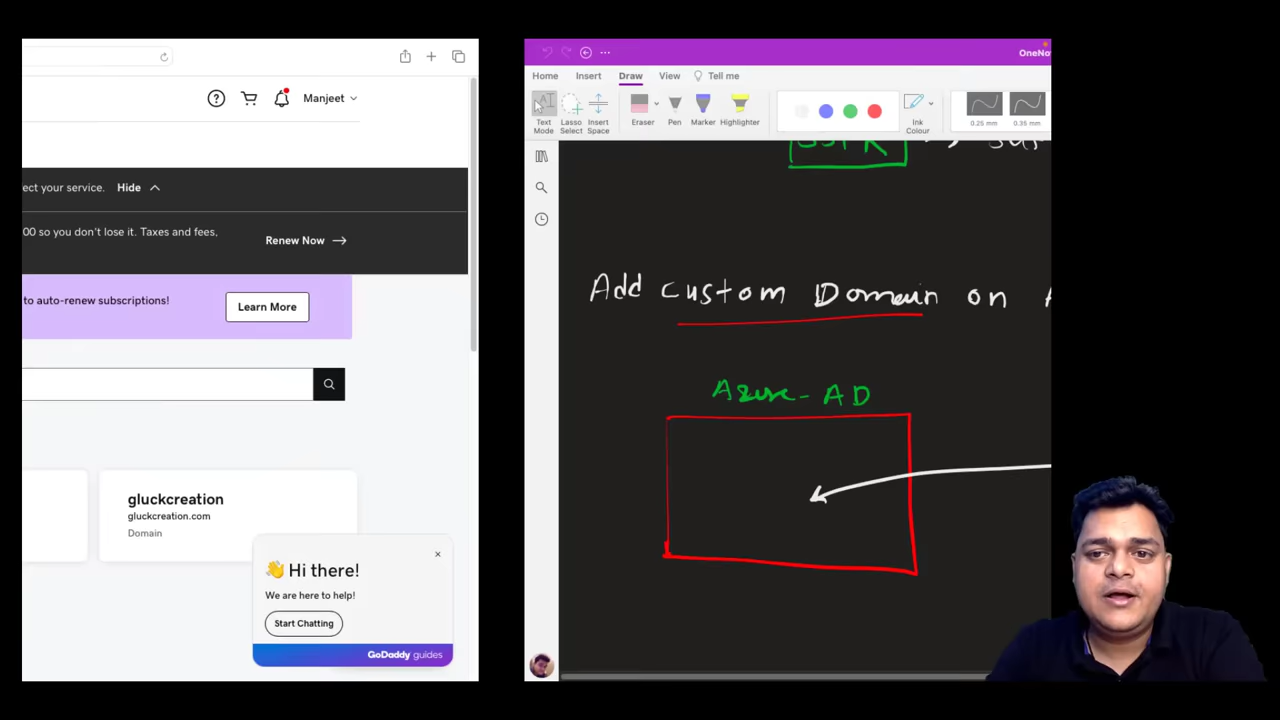 Manjeet
ect your service. Hide
00 so you don't lose it. Taxes and fees,
Renew Now
to auto-renew subscriptions!
Learn More
gluckcreation
gluckcreation.com
Domain
Hi there!
We are here to help!
Start Chatting
GoDaddy guides
OneNo
Home Insert Draw View Tell me
Text Mode
Lasso Select
Insert Space
Eraser
Pen
Marker
Highlighter
Ink Colour
0.25 mm
0.35 mm
Add Custom Domain on A
Azure-AD